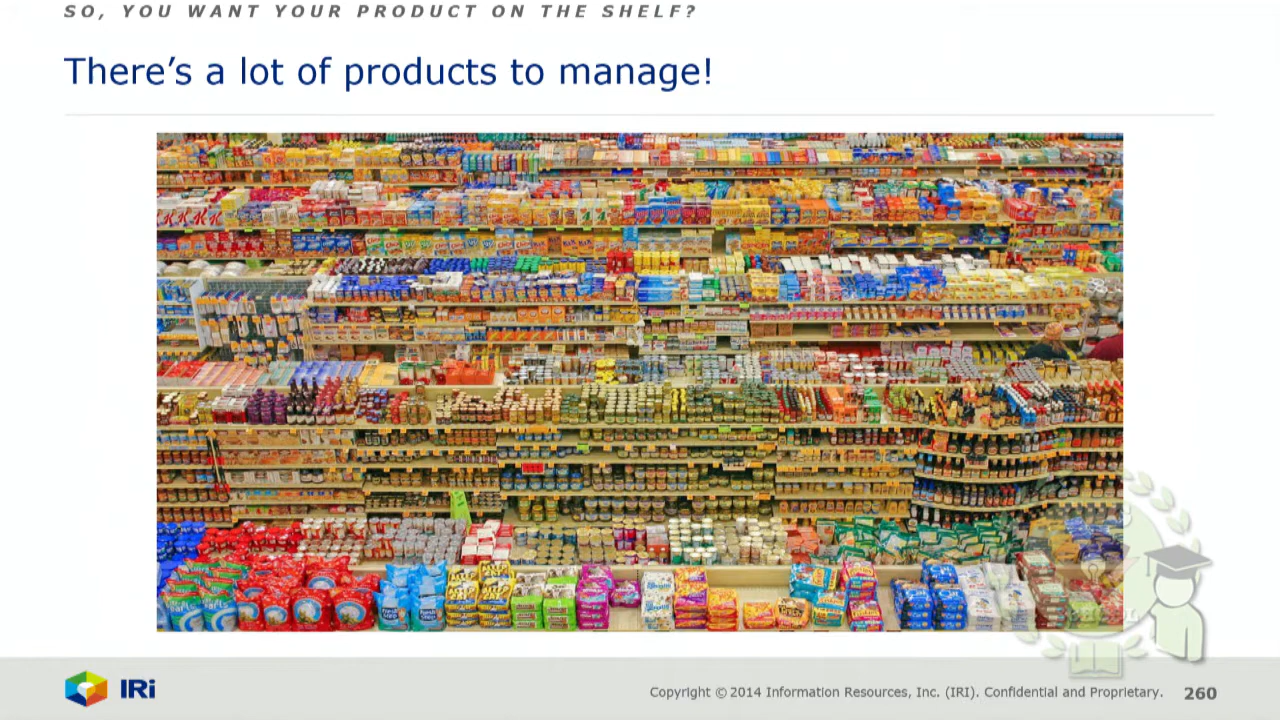 SO, YOU WANT YOUR PRODUCT ON THE SHELF?
There's a lot of products to manage!
IRi
Copyright © 2014 Information Resources, Inc. (IRI). Confidential and Proprietary.
260